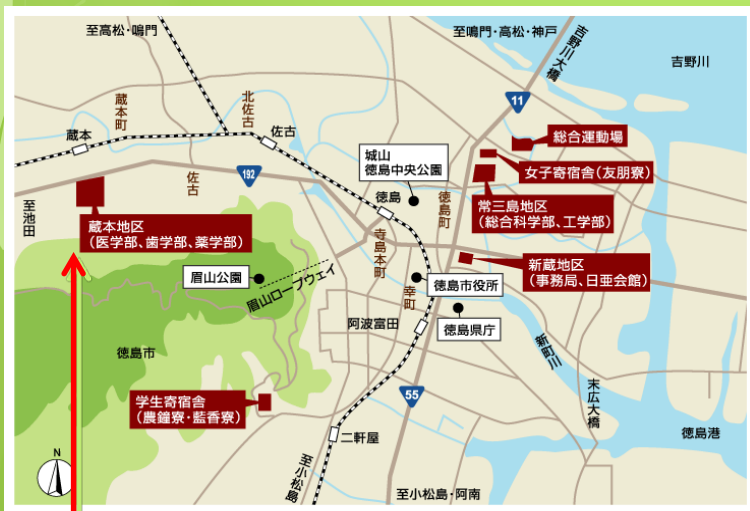 至高松・鳴門
至鳴門・高松・神戸
吉野川大橋
吉野川
11
蔵本町
北佐古
蔵本
佐古
総合運動場
城山
徳島中央公園
女子寄宿舎(友朋寮)
佐古
192
徳島
徳島町
常三島地区
(総合科学部、工学部)
至池田
蔵本地区
(医学部、歯学部、薬学部)
寺島本町
新蔵地区
(事務局、日亜会館)
眉山公園
眉山ロープウェイ
幸町
徳島市役所
阿波富田
徳島県庁
新町川
徳島市
末広大橋
55
学生寄宿舎
(農鐘寮・藍香寮)
二軒屋
徳島港
N
至小松島
至小松島・阿南